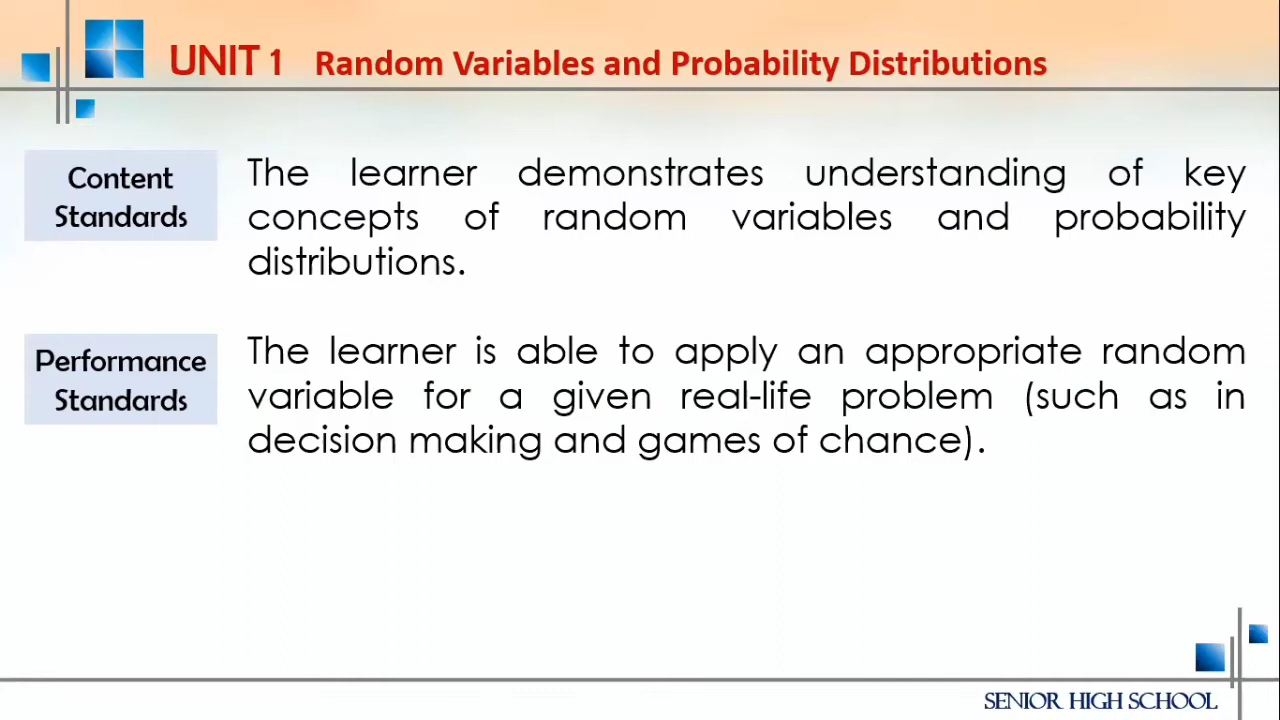 UNIT 1 Random Variables and Probability Distributions
Content
Standards
The learner demonstrates understanding of key
concepts of random variables and probability
distributions.
Performance
Standards
The learner is able to apply an appropriate random
variable for a given real-life problem (such as in
decision making and games of chance).
SENIOR HIGH SCHOOL